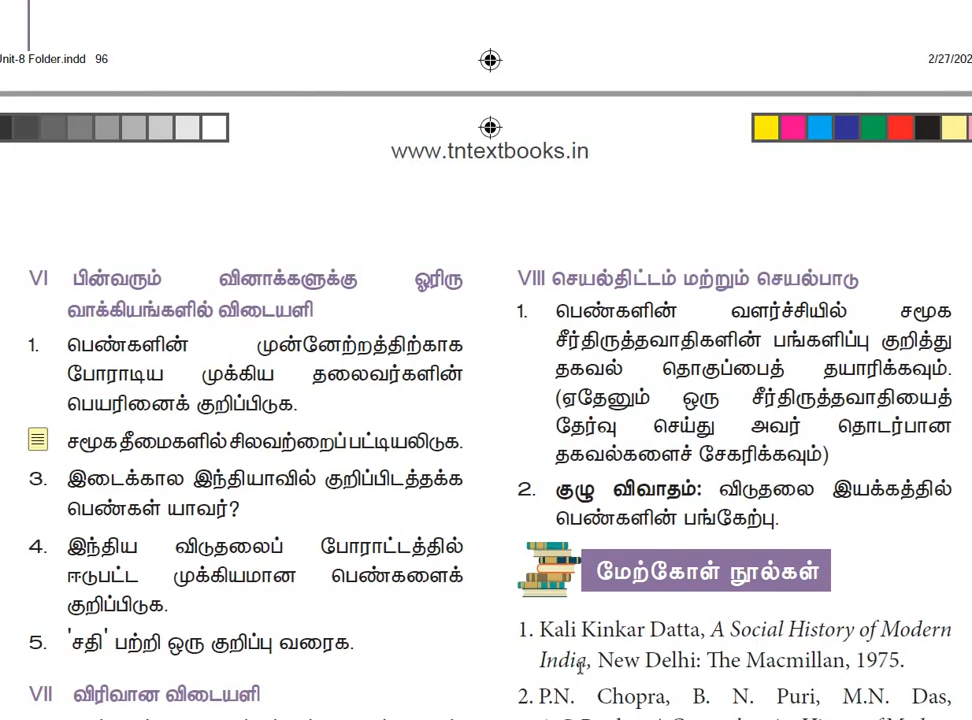 Unit-8 Folder.indd 96
2/27/202
www.tntextbooks.in
VI பின்வரும் வினாக்களுக்கு ஓரிரு
வாக்கியங்களில் விடையளி
1. பெண்களின் முன்னேற்றத்திற்காக
போராடிய முக்கிய தலைவர்களின்
பெயரினைக் குறிப்பிடுக.
சமூக தீமைகளில் சிலவற்றைப் பட்டியலிடுக.
3. இடைக்கால இந்தியாவில் குறிப்பிடத்தக்க
பெண்கள் யாவர்?
4. இந்திய விடுதலைப் போராட்டத்தில்
ஈடுபட்ட முக்கியமான பெண்களைக்
குறிப்பிடுக.
5. 'சதி' பற்றி ஒரு குறிப்பு வரைக.
VII விரிவான விடையளி
VIII செயல்திட்டம் மற்றும் செயல்பாடு
1. பெண்களின் வளர்ச்சியில் சமூக
சீர்திருத்தவாதிகளின் பங்களிப்பு குறித்து
தகவல் தொகுப்பைத் தயாரிக்கவும்.
(ஏதேனும் ஒரு சீர்திருத்தவாதியைத்
தேர்வு செய்து அவர் தொடர்பான
தகவல்களைச் சேகரிக்கவும்)
2. குழு விவாதம்: விடுதலை இயக்கத்தில்
பெண்களின் பங்கேற்பு.
மேற்கோள் நூல்கள்
1. Kali Kinkar Datta, A Social History of Modern
India, New Delhi: The Macmillan, 1975.
2. P.N. Chopra, B. N. Puri, M.N. Das,